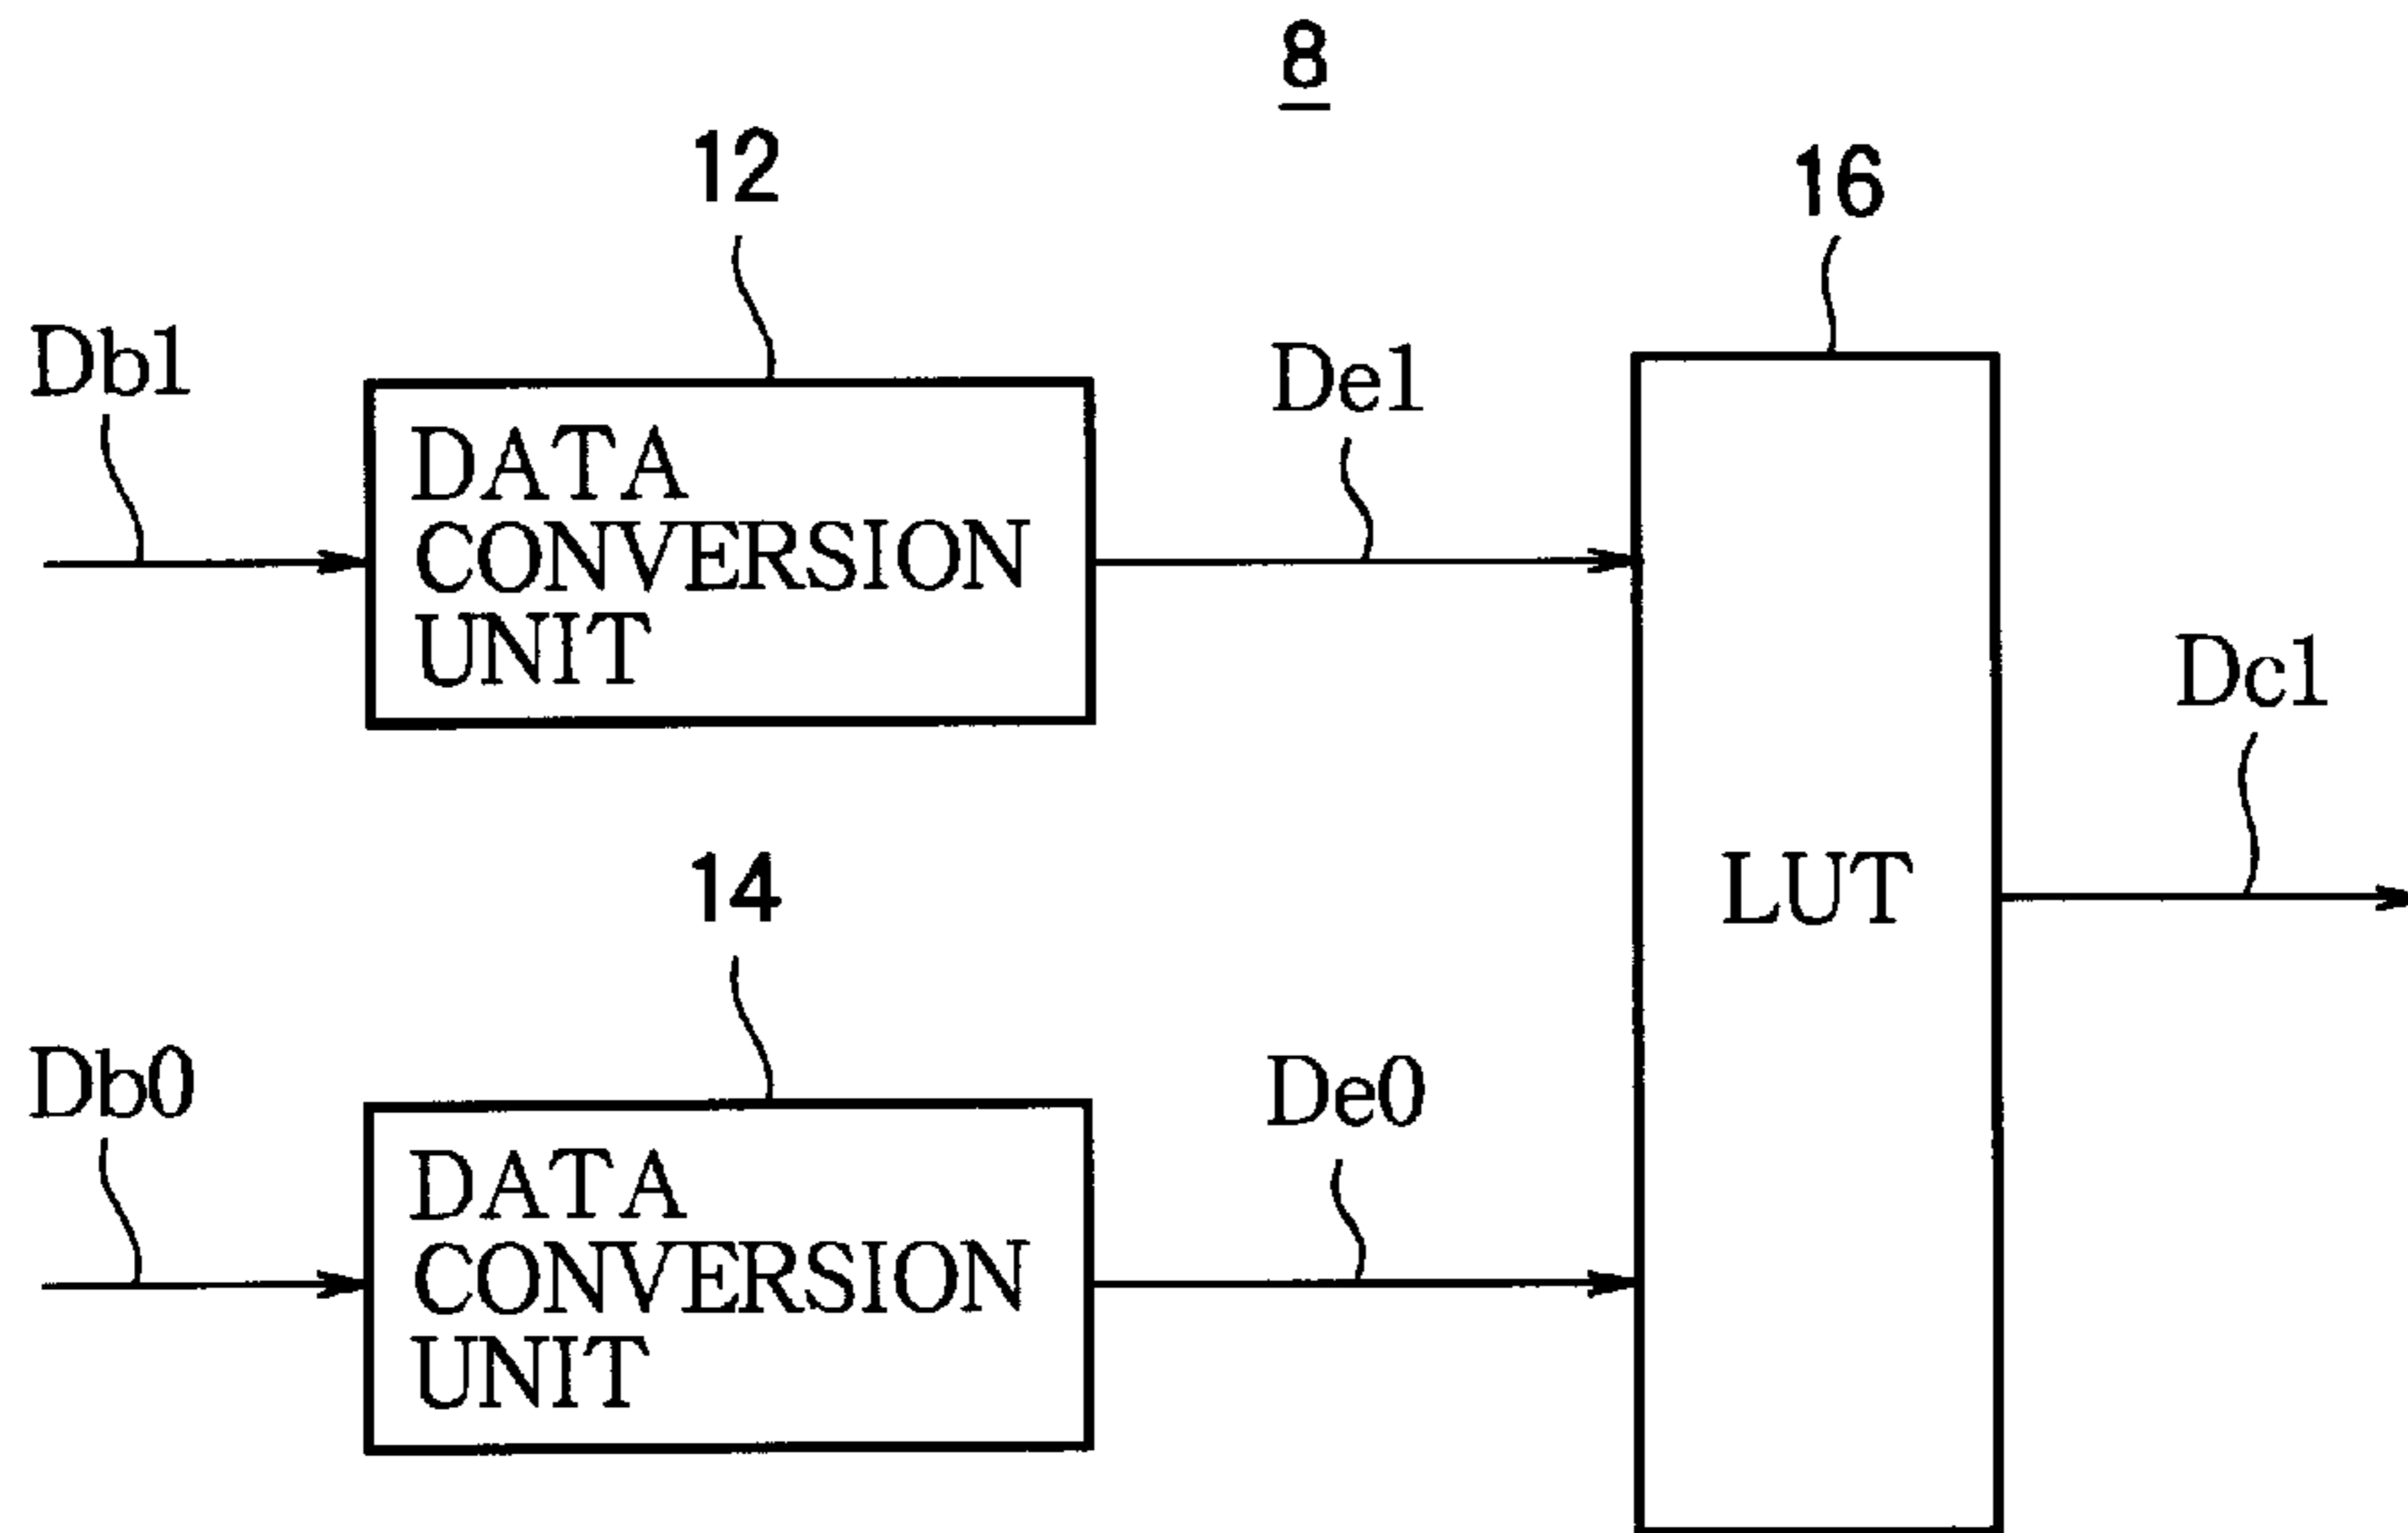 8
12
16
Db1
De1
DATA
CONVERSION
UNIT
Dc1
LUT
14
Db0
De0
DATA
CONVERSION
UNIT